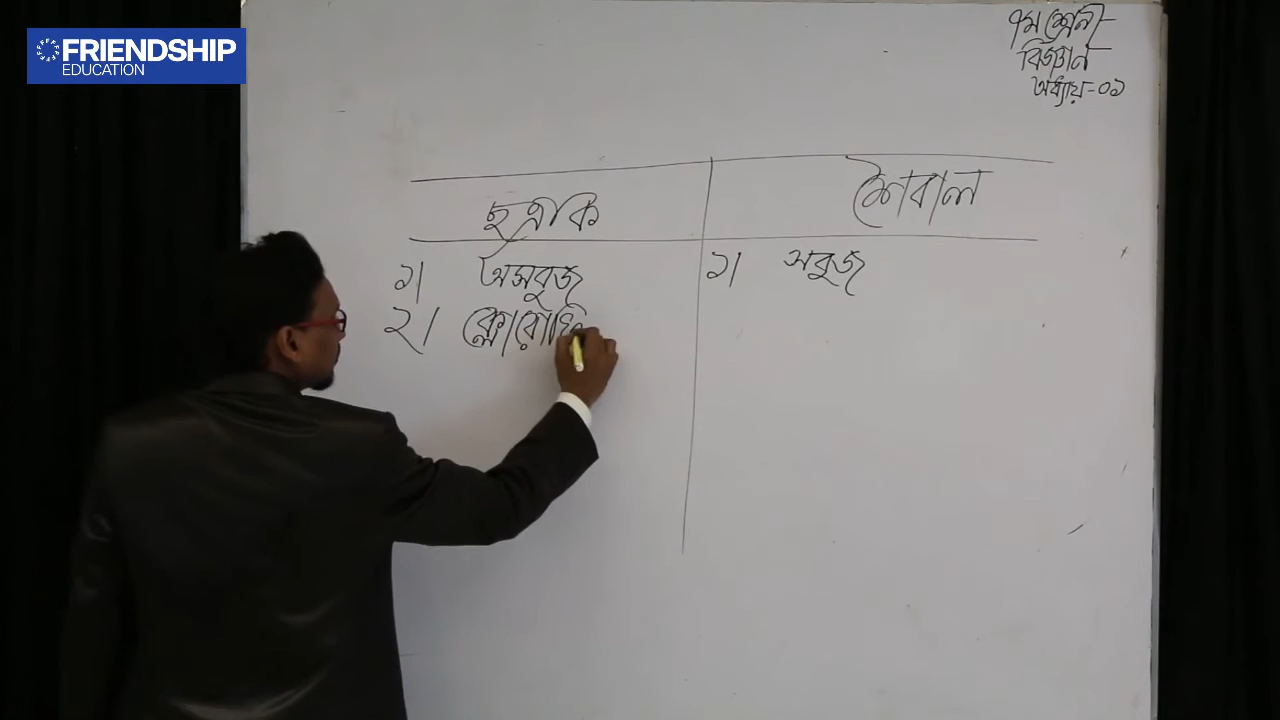 FRIENDSHIP
EDUCATION
৭ম শ্রেণী
বিজ্ঞান
অধ্যায়-০১
ছত্রাক
শৈবাল
১। অসবুজ
১। সবুজ
২। ক্লোরোফি